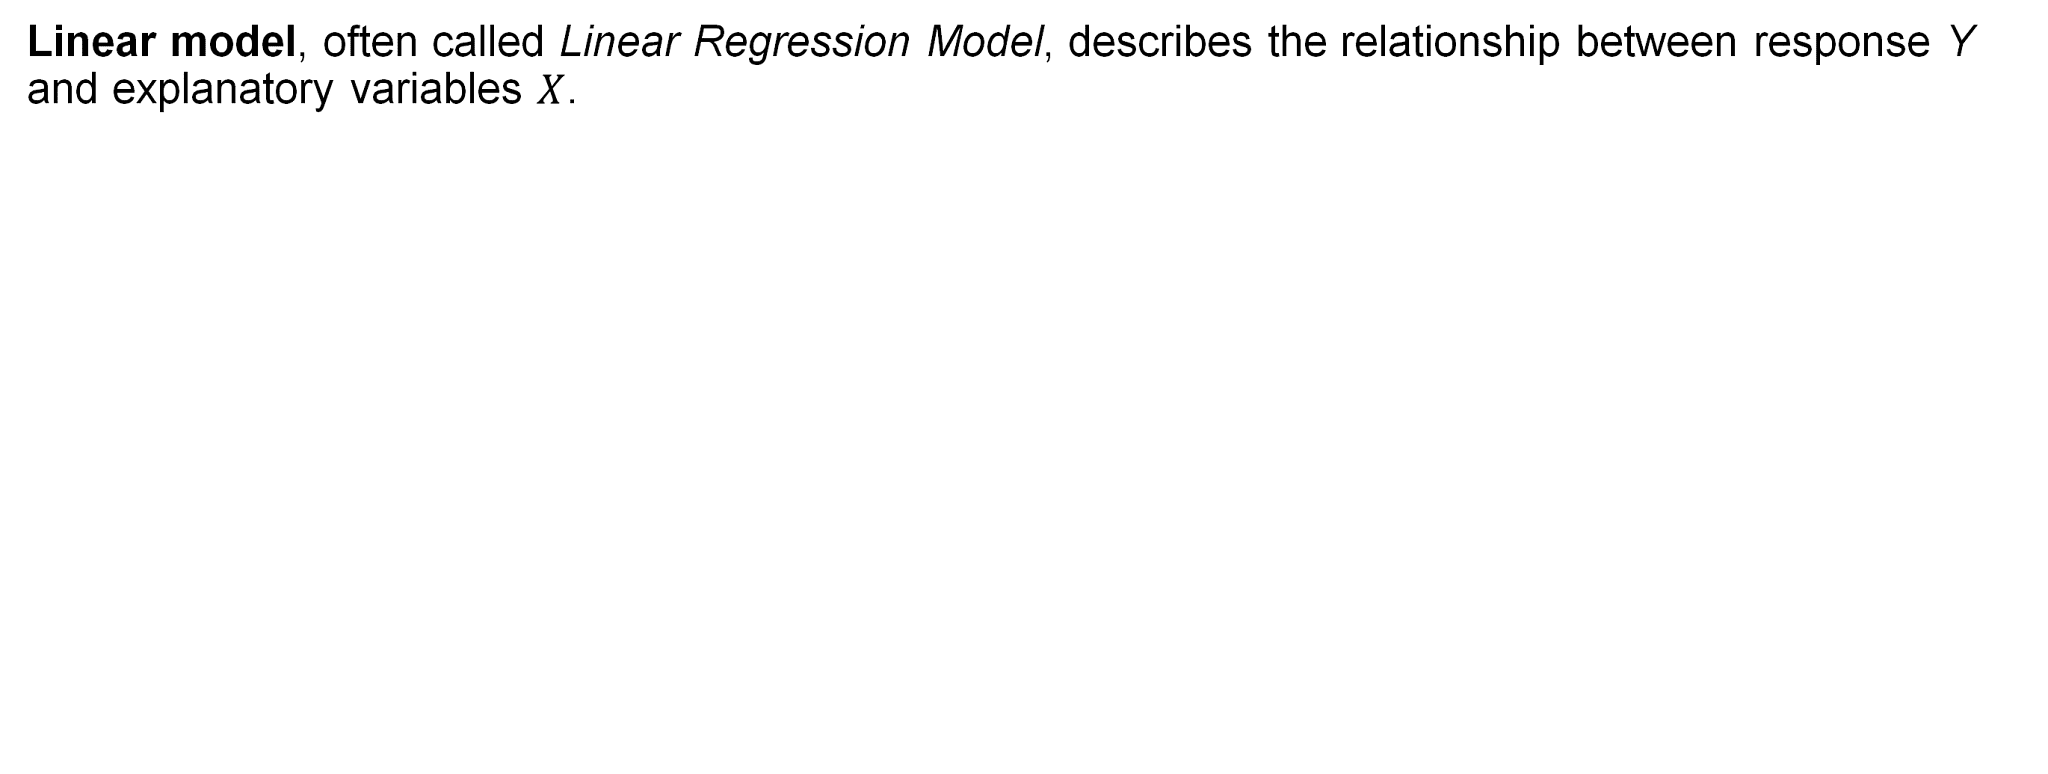 Linear model, often called Linear Regression Model, describes the relationship between response Y
and explanatory variables X.